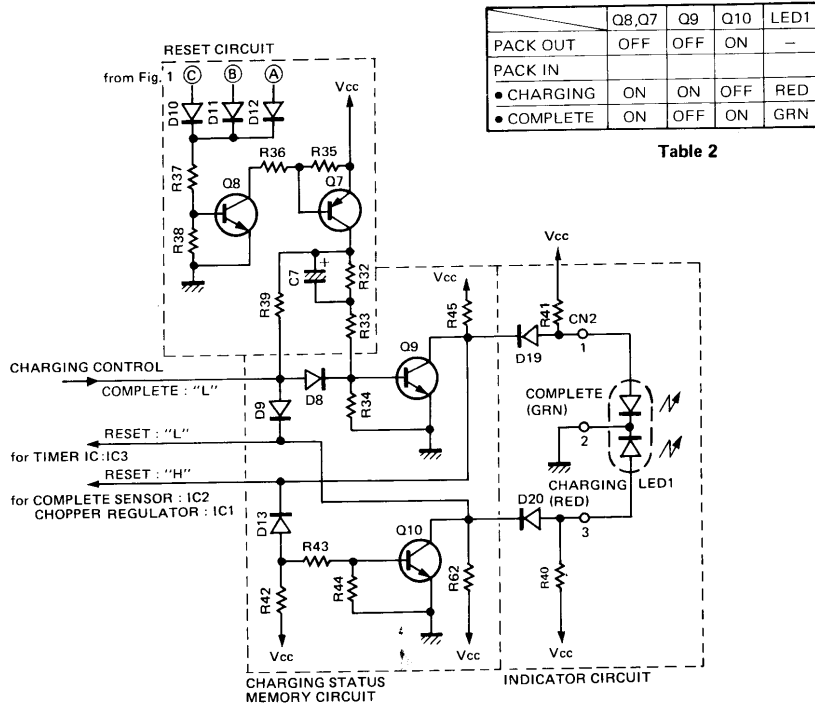 Q8,Q7 Q9 Q10 LED1
PACK OUT OFF OFF ON –
PACK IN
• CHARGING ON ON OFF RED
• COMPLETE ON OFF ON GRN
Table 2
RESET CIRCUIT
from Fig. 1 C B A
Vcc
D10
D11
D12
R36 R35
R37
Q8
Q7
R38
Vcc
C7 +
R32
Vcc
R39
R45
R41
CN2
R33
1
Q9
D19
CHARGING CONTROL
COMPLETE : "L"
D8
R34
COMPLETE
(GRN)
D9
RESET : "L"
2
for TIMER IC:IC3
RESET : "H"
CHARGING
(RED)
LED1
for COMPLETE SENSOR : IC2
CHOPPER REGULATOR : IC1
D20
D13
Q10
3
R43
R44
R62
R40
R42
Vcc
Vcc
Vcc
CHARGING STATUS
MEMORY CIRCUIT
INDICATOR CIRCUIT